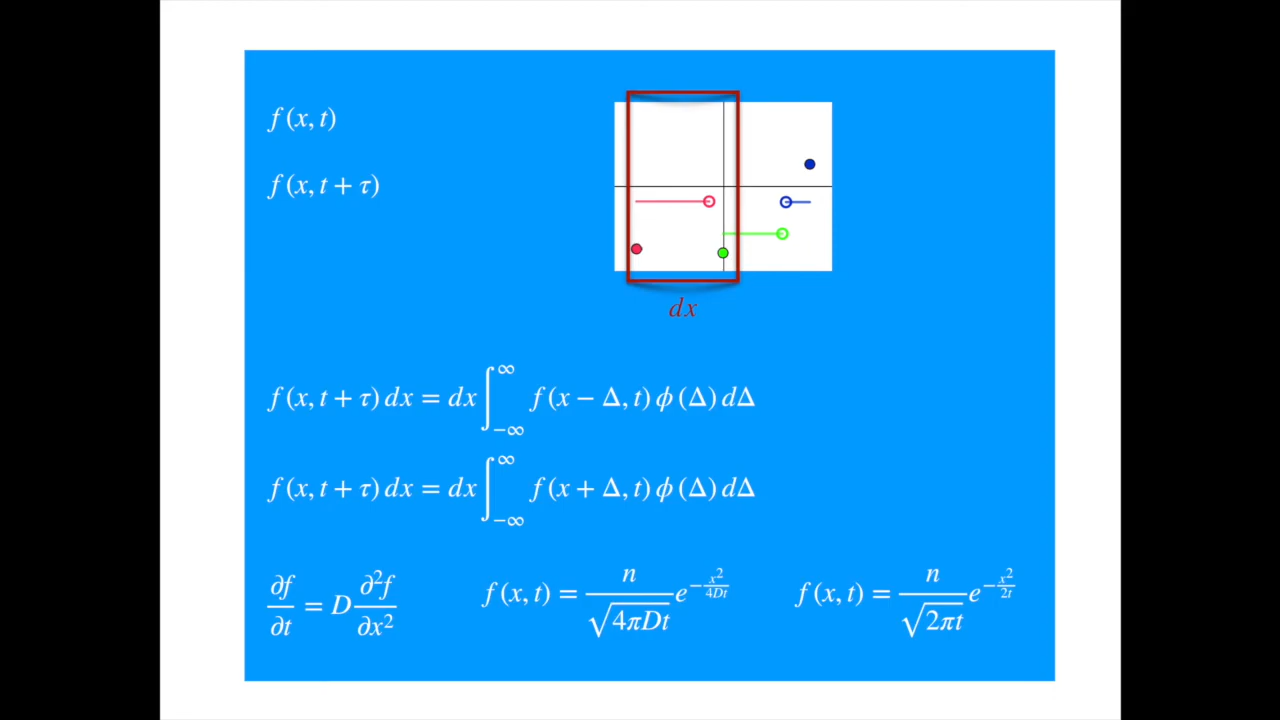 f(x, t)
f(x, t + τ)
dx
f(x, t + τ) dx = dx ∫_{−∞}^{∞} f(x − Δ, t) ϕ(Δ) dΔ
f(x, t + τ) dx = dx ∫_{−∞}^{∞} f(x + Δ, t) ϕ(Δ) dΔ
∂f/∂t = D ∂²f/∂x² f(x, t) = n/√(4πDt) e^{−x²/4Dt} f(x, t) = n/√(2πt) e^{−x²/2t}